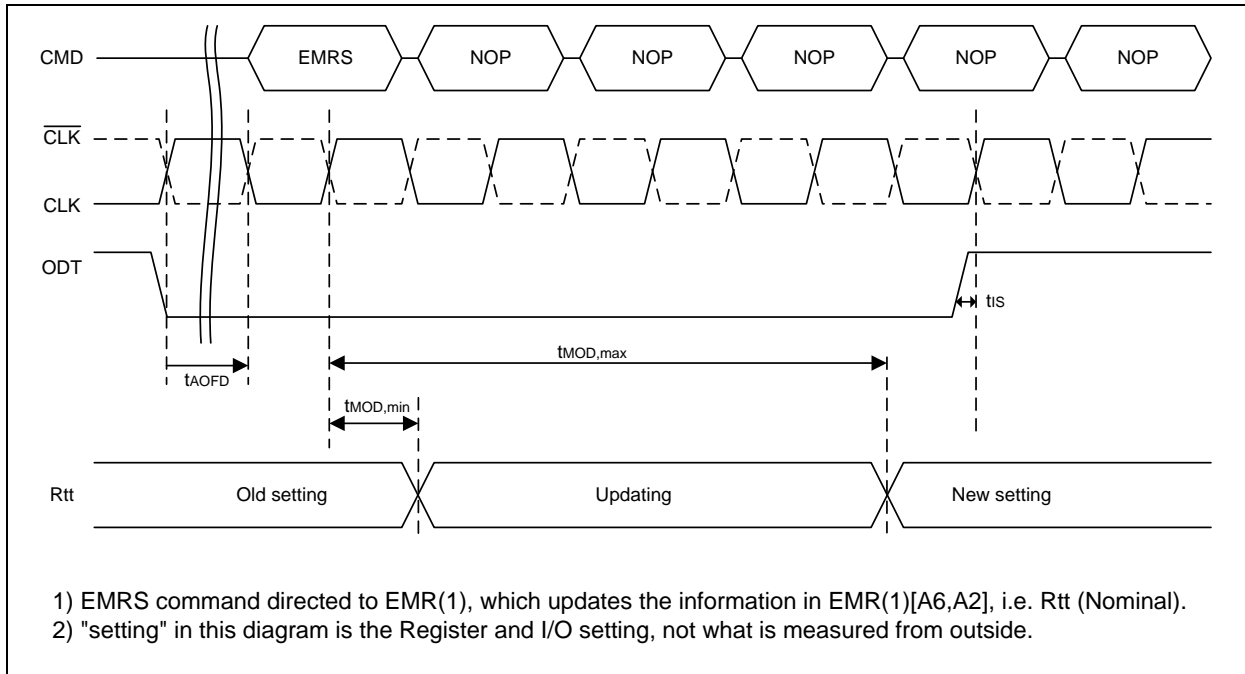 CMD EMRS NOP NOP NOP NOP NOP
CLK
CLK
ODT
tIS
tMOD,max
tAOFD
tMOD,min
Rtt Old setting Updating New setting
1) EMRS command directed to EMR(1), which updates the information in EMR(1)[A6,A2], i.e. Rtt (Nominal).
2) "setting" in this diagram is the Register and I/O setting, not what is measured from outside.